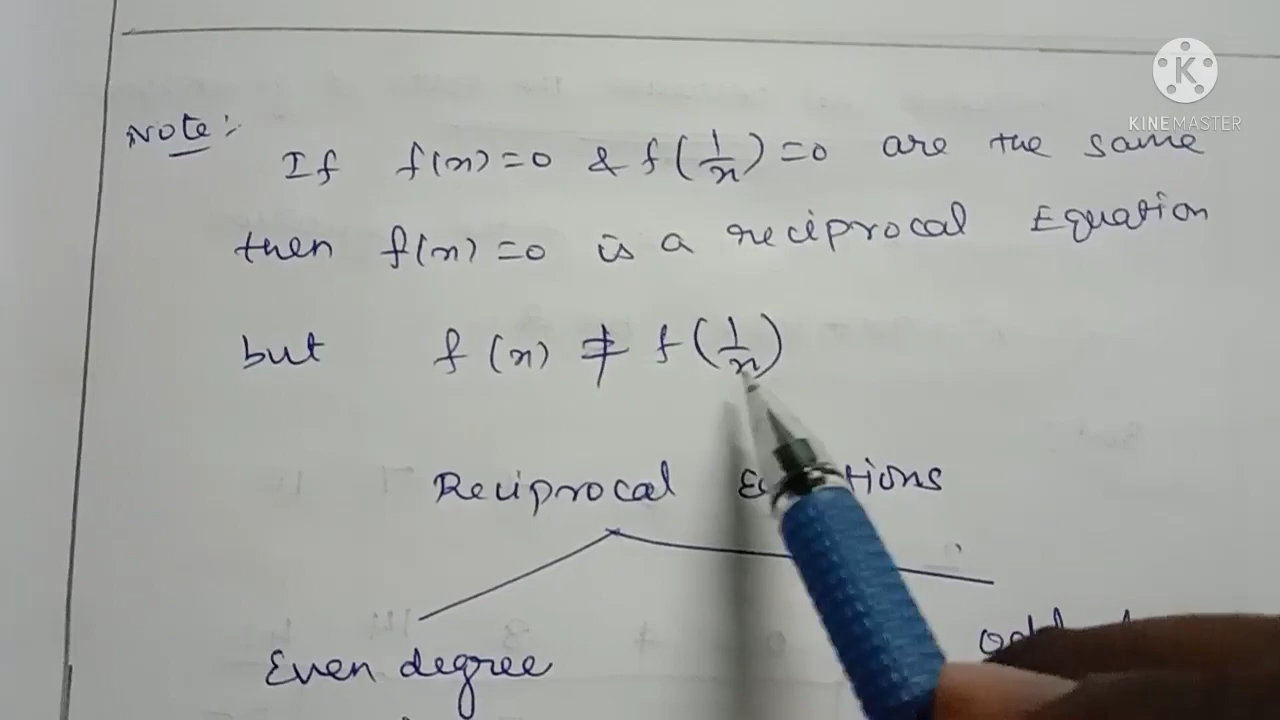 KINEMASTER
Note:-
If f(x)=0 & f(1/x)=0 are the same
then f(x)=0 is a reciprocal Equation
but f(x) ≠ f(1/x)
Reciprocal
Even degree